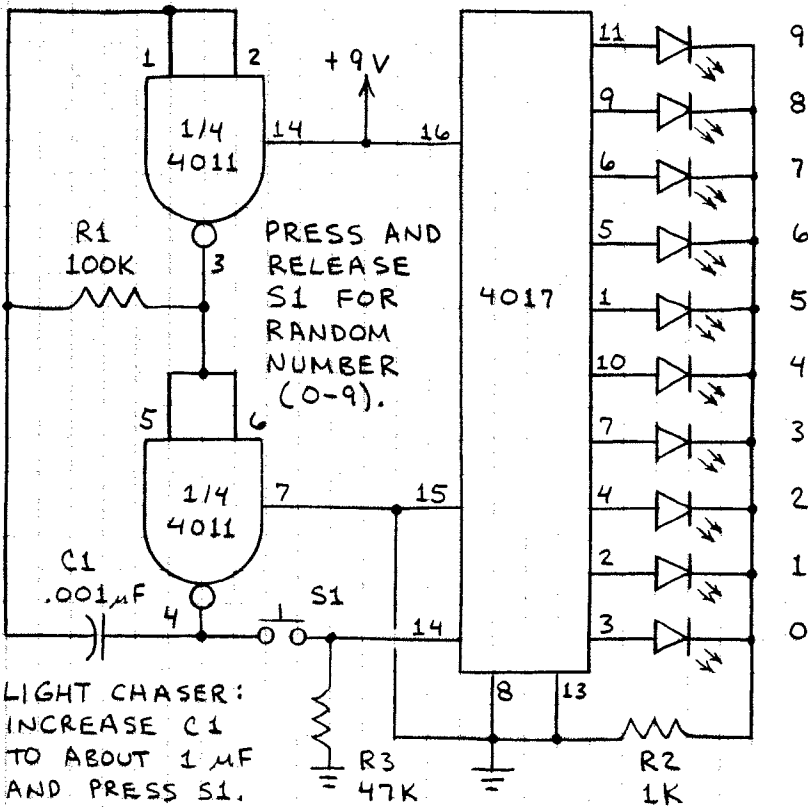 1 2
+9V
1/4
4011
14
16
3
R1
100K
PRESS AND
RELEASE
S1 FOR
RANDOM
NUMBER
(0-9).
5 6
1/4
4011
7
15
C1
.001µF
4
S1
14
4017
11 9
9 8
6 7
5 6
1 5
10 4
7 3
4 2
2 1
3 0
8 13
R2
1K
R3
47K
LIGHT CHASER:
INCREASE C1
TO ABOUT 1 µF
AND PRESS S1.